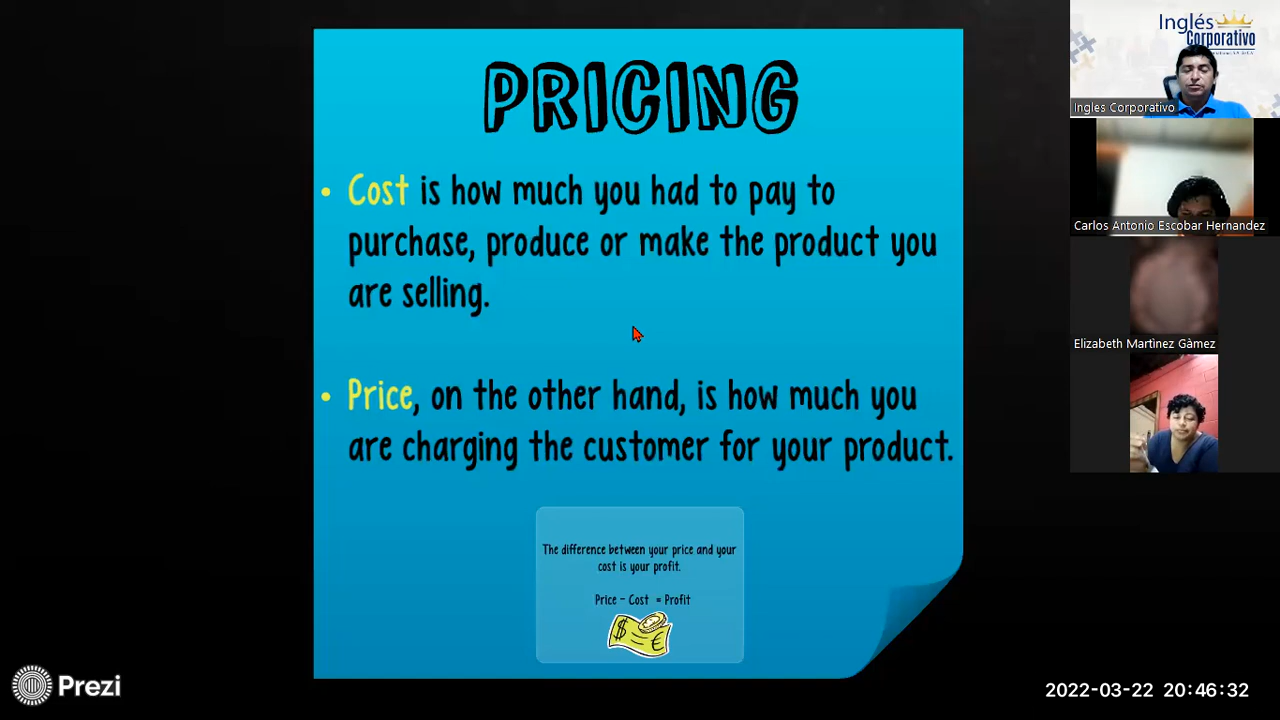 PRICING
• Cost is how much you had to pay to
purchase, produce or make the product you
are selling.
• Price, on the other hand, is how much you
are charging the customer for your product.
The difference between your price and your
cost is your profit.
Price - Cost = Profit
$ €
Prezi
Inglés
Corporativo
Ingles Corporativo
Carlos Antonio Escobar Hernandez
Elizabeth Martìnez Gâmez
2022-03-22 20:46:32